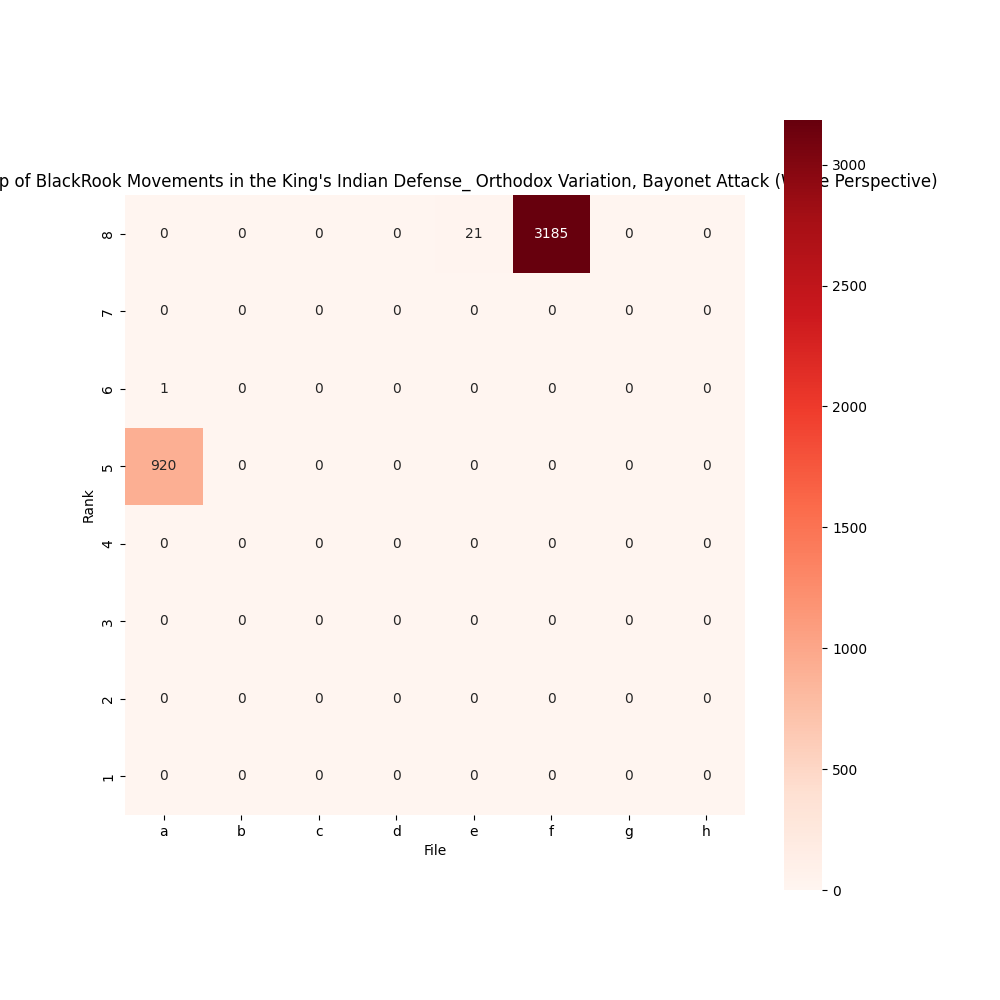 p of BlackRook Movements in the King's Indian Defense_ Orthodox Variation, Bayonet Attack ( e Perspective)
3000
8 0 0 0 0 21 3185 0 0
2500
7 0 0 0 0 0 0 0 0
6 1 0 0 0 0 0 0 0
2000
5 920 0 0 0 0 0 0 0
Rank
1500
4 0 0 0 0 0 0 0 0
3 0 0 0 0 0 0 0 0
1000
2 0 0 0 0 0 0 0 0
500
1 0 0 0 0 0 0 0 0
a b c d e f g h
File
0